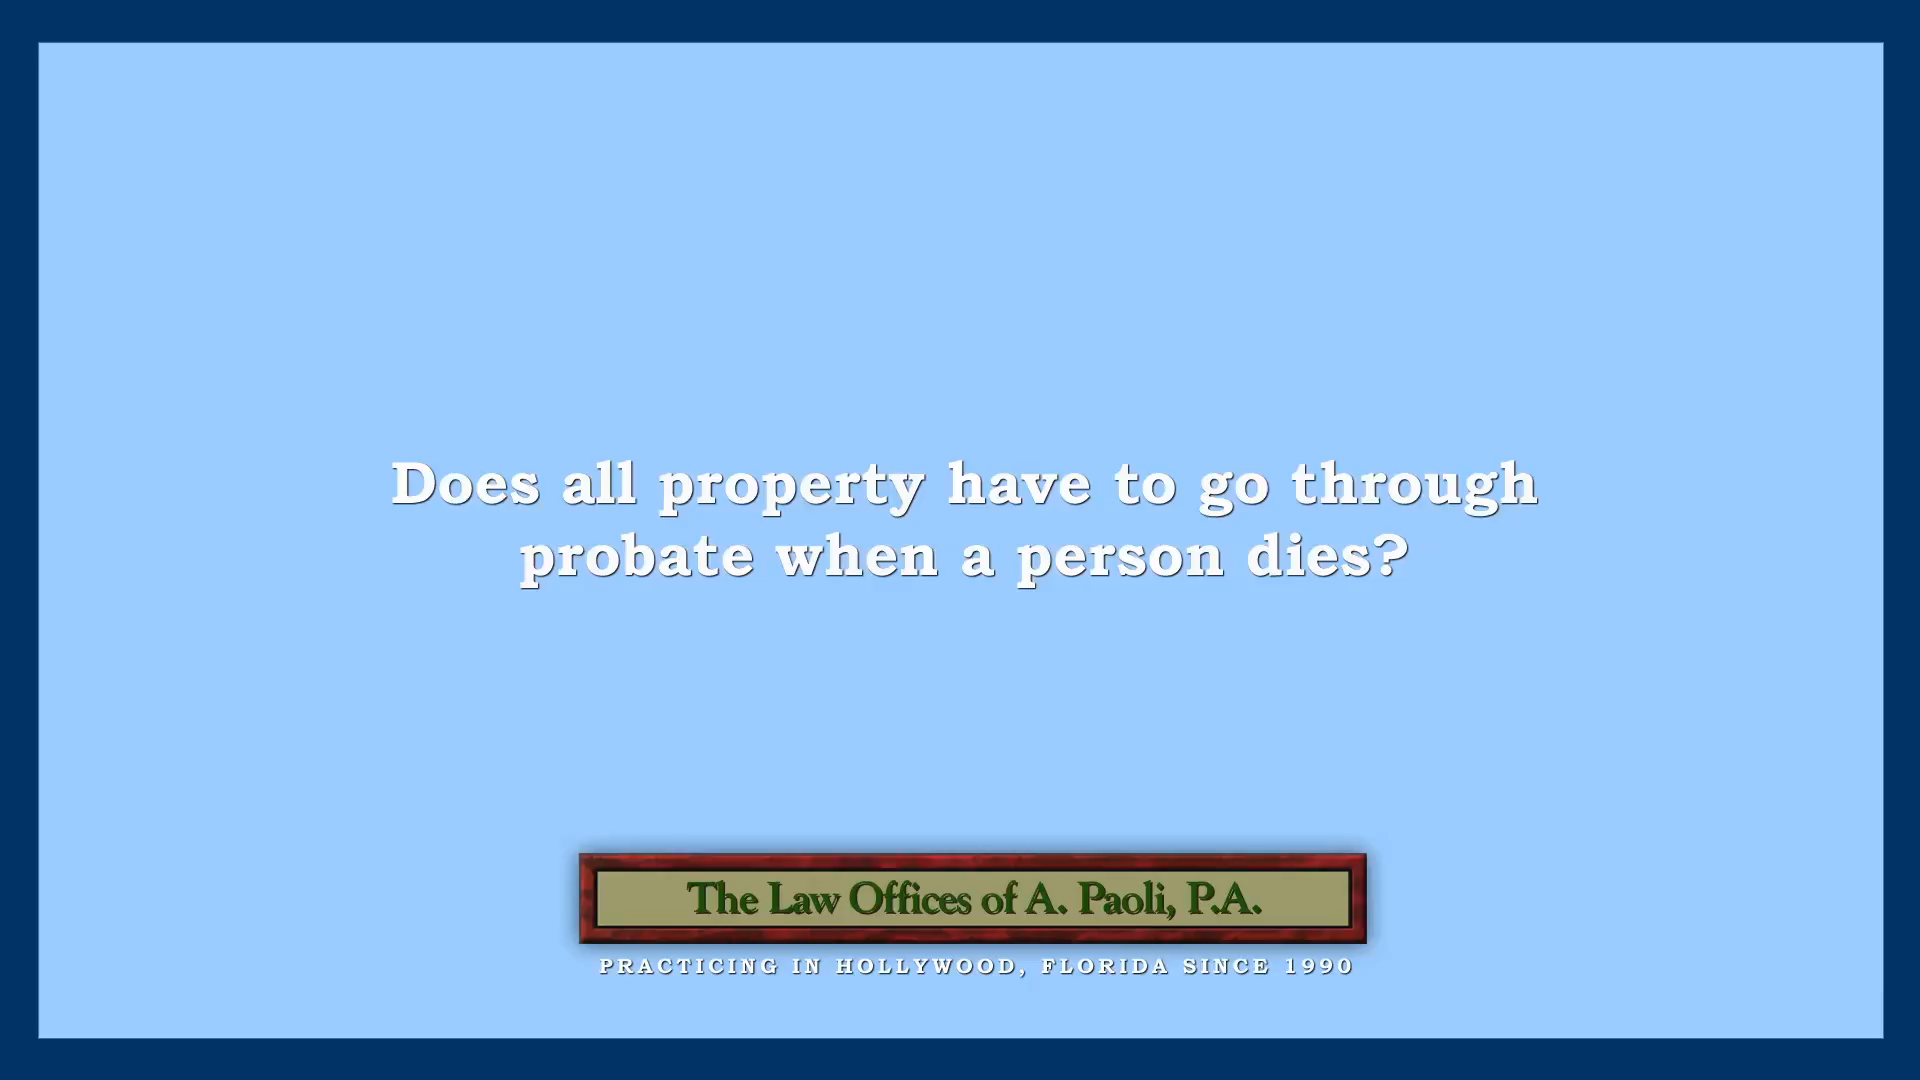 Does all property have to go through
probate when a person dies?
The Law Offices of A. Paoli, P.A.
PRACTICING IN HOLLYWOOD, FLORIDA SINCE 1990